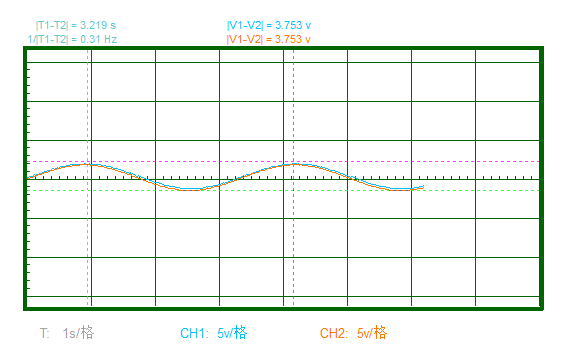 |T1-T2| = 3.219 s |V1-V2| = 3.753 v
1/|T1-T2| = 0.31 Hz |V1-V2| = 3.753 v
T: 1s/格 CH1: 5v/格 CH2: 5v/格